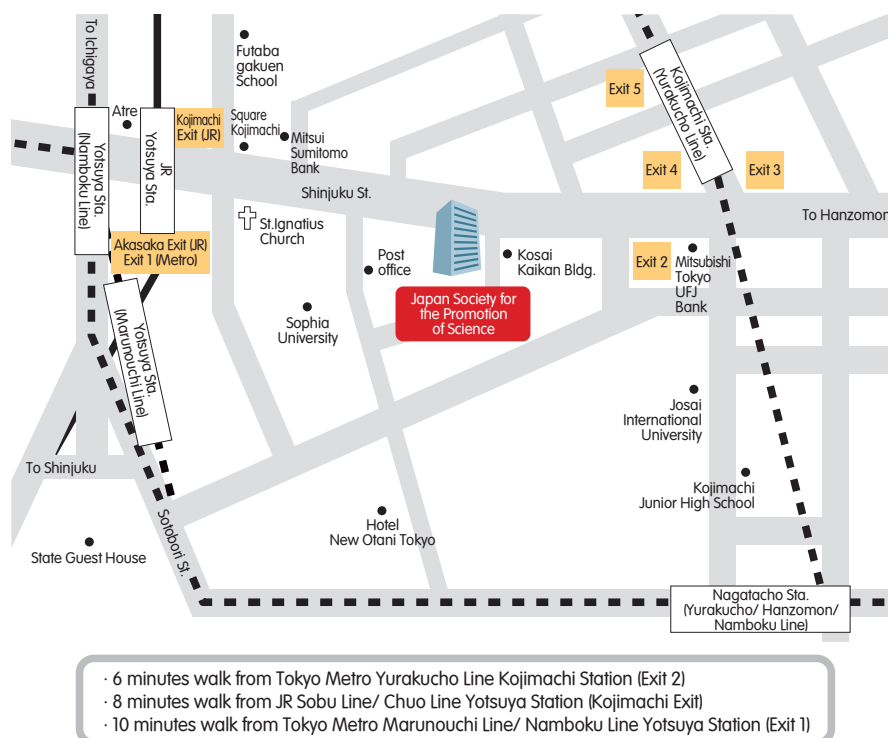 To Ichigaya
Futaba
gakuen
School
Atre
Kojimachi
Exit (JR)
Square
Kojimachi
Mitsui
Sumitomo
Bank
Yotsuya Sta.
(Namboku Line)
JR
Yotsuya Sta.
Exit 5
Kojimachi Sta.
(Yurakucho Line)
Exit 4
Exit 3
Shinjuku St.
To Hanzomon
St.Ignatius
Church
Akasaka Exit (JR)
Exit 1 (Metro)
Post
office
Kosai
Kaikan Bldg.
Exit 2
Mitsubishi
Tokyo
UFJ
Bank
Japan Society for
the Promotion
of Science
Sophia
University
Yotsuya Sta.
(Marunouchi Line)
Josai
International
University
To Shinjuku
Kojimachi
Junior High School
Sotobori St.
Hotel
New Otani Tokyo
State Guest House
Nagatacho Sta.
(Yurakucho/ Hanzomon/
Namboku Line)
· 6 minutes walk from Tokyo Metro Yurakucho Line Kojimachi Station (Exit 2)
· 8 minutes walk from JR Sobu Line/ Chuo Line Yotsuya Station (Kojimachi Exit)
· 10 minutes walk from Tokyo Metro Marunouchi Line/ Namboku Line Yotsuya Station (Exit 1)